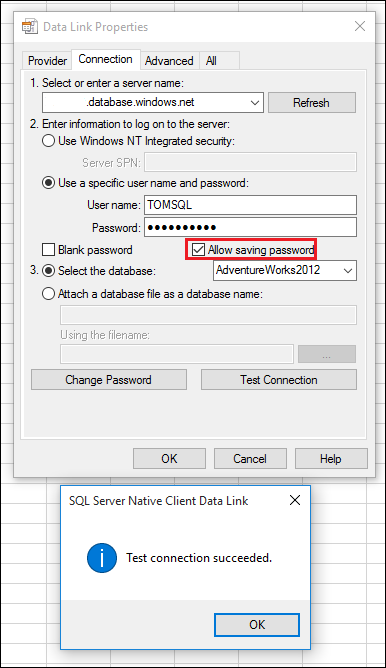 Data Link Properties
Provider Connection Advanced All
1. Select or enter a server name:
.database.windows.net Refresh
2. Enter information to log on to the server:
Use Windows NT Integrated security:
Server SPN:
Use a specific user name and password:
User name: TOMSQL
Password: ●●●●●●●●●●
Blank password Allow saving password
3. Select the database: AdventureWorks2012
Attach a database file as a database name:
Using the filename:
...
Change Password Test Connection
OK Cancel Help
SQL Server Native Client Data Link
Test connection succeeded.
OK